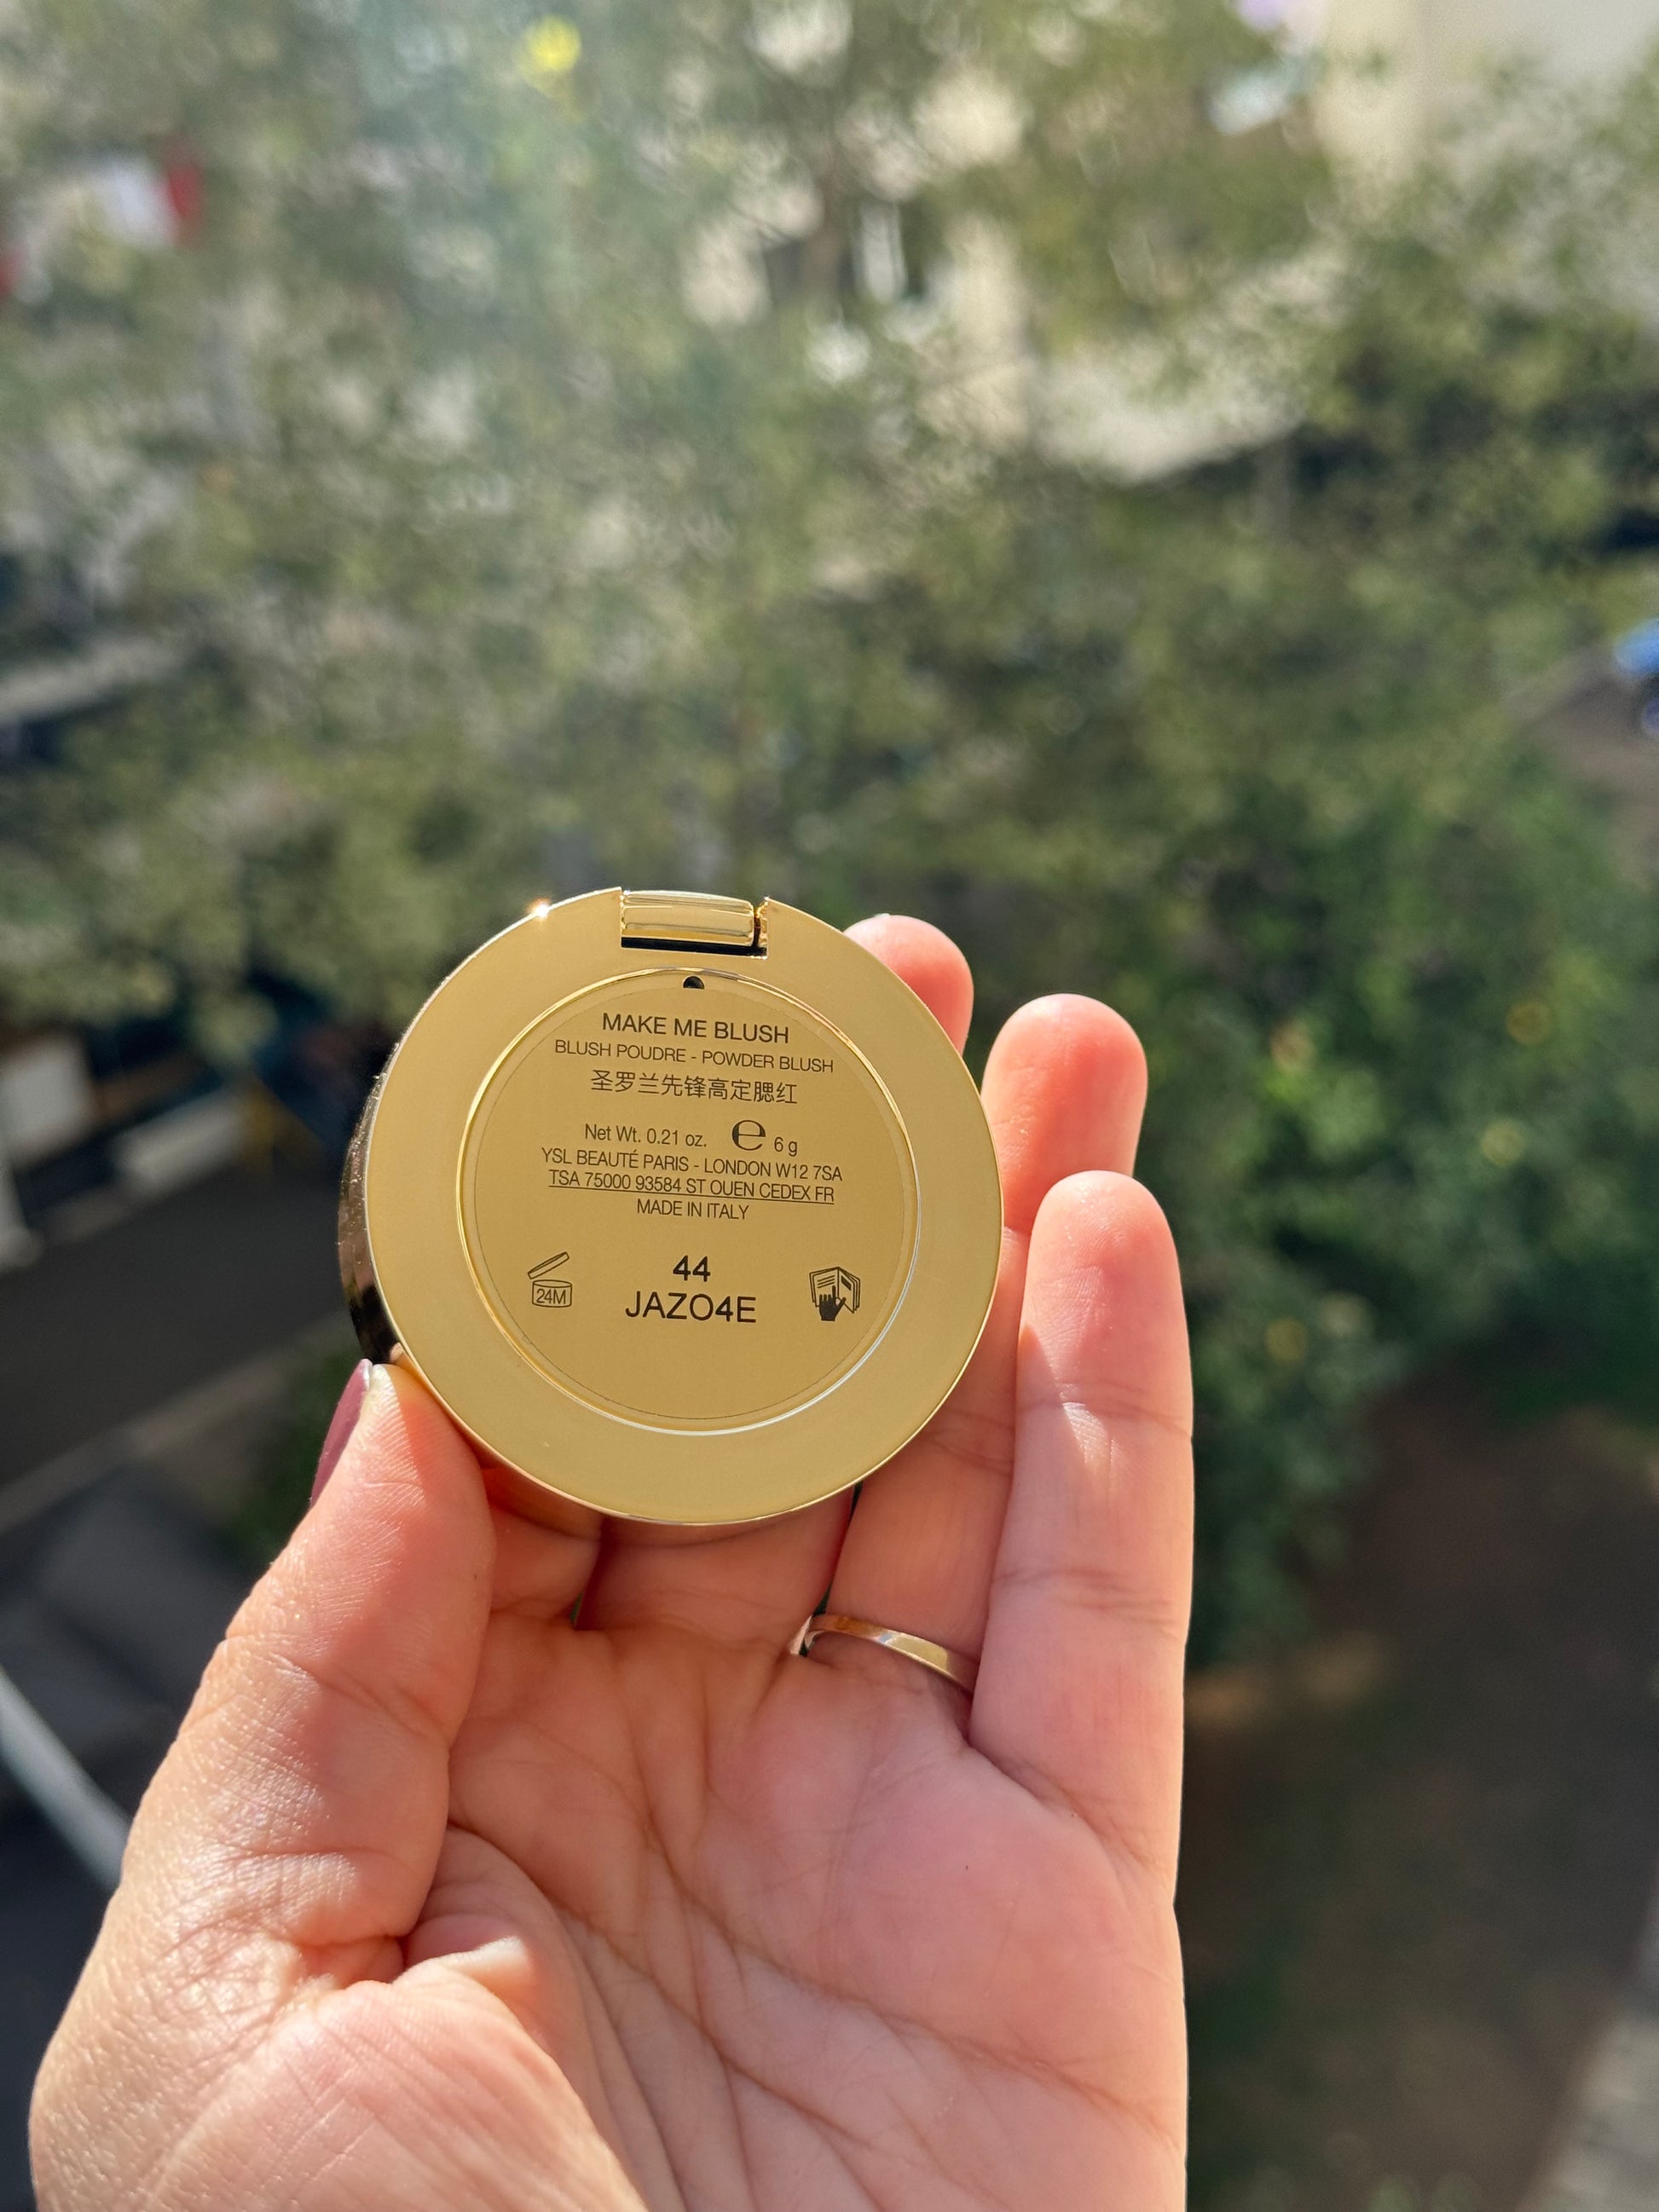 MAKE ME BLUSH
BLUSH POUDRE - POWDER BLUSH
圣罗兰先锋高定腮红
Net Wt. 0.21 oz. ℮ 6 g
YSL BEAUTÉ PARIS - LONDON W12 7SA
TSA 75000 93584 ST OUEN CEDEX FR
MADE IN ITALY
24M
44
JAZO4E